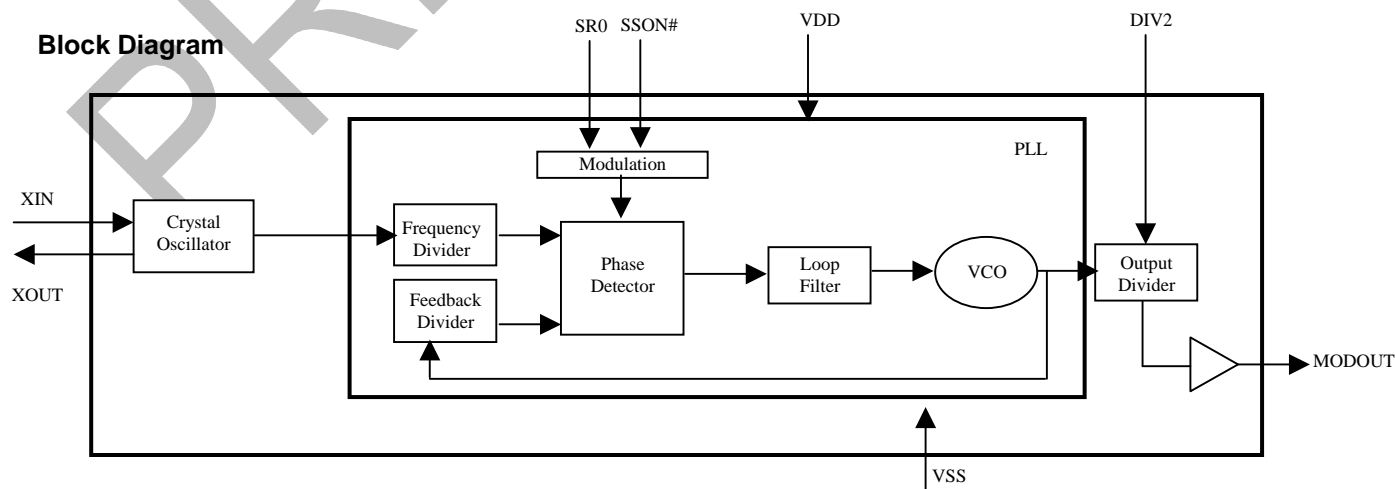 Block Diagram
SR0 SSON#
VDD
DIV2
PLL
Modulation
XIN
XOUT
Crystal
Oscillator
Frequency
Divider
Feedback
Divider
Phase
Detector
Loop
Filter
VCO
Output
Divider
MODOUT
VSS